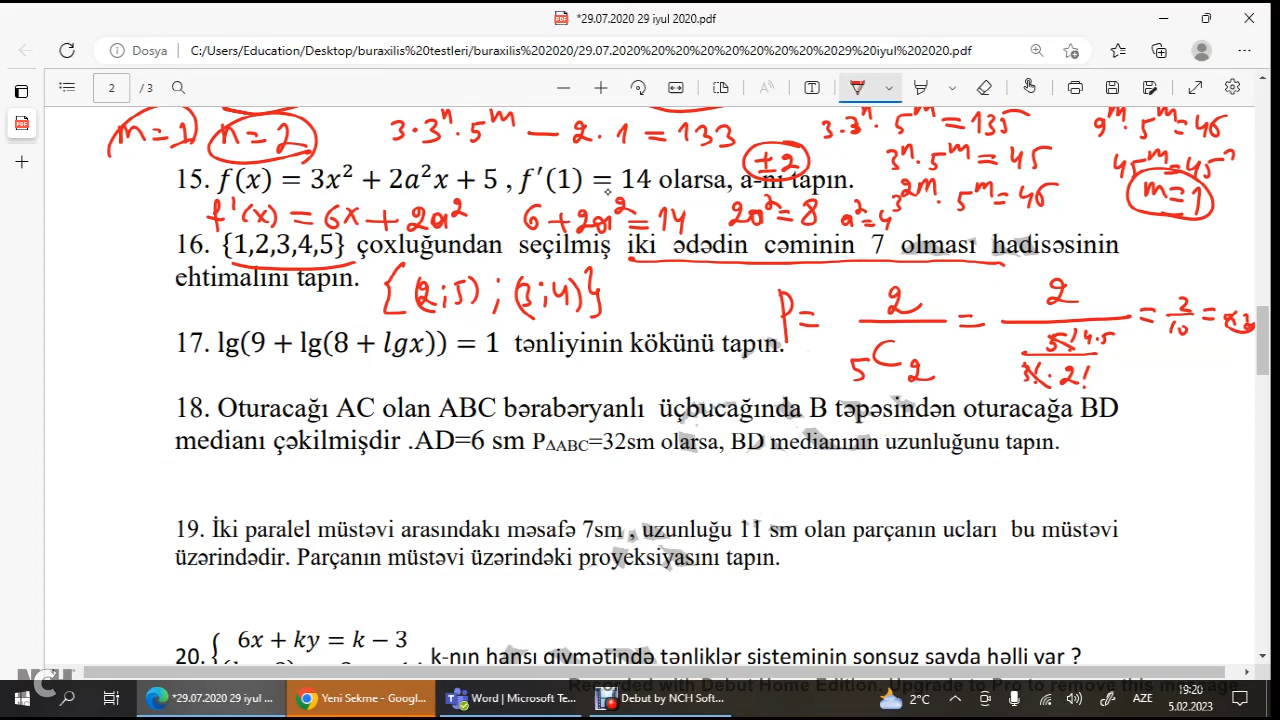 *29.07.2020 29 iyul 2020.pdf
Dosya C:/Users/Education/Desktop/buraxilis%20testleri/buraxilis%202020/29.07.2020%20%20%20%20%20%20%20%2029%20iyul%202020.pdf
2 / 3
m=1 n=2 3·3ⁿ·5ᵐ − 2·1 = 133 3·3ⁿ·5ᵐ = 135
±2 3ⁿ·5ᵐ = 45
15. f(x) = 3x² + 2a²x + 5 , f′(1) = 14 olarsa, a-nı tapın.
m=1
f'(x) = 6x + 2a² 6 + 2a² = 14 2a² = 8 a² = 4
16. {1,2,3,4,5} çoxluğundan seçilmiş iki ədədin cəminin 7 olması hadisəsinin
ehtimalını tapın. {(2;5) ; (3;4)}
P = 2 / ₅C₂ = 2 / (5! 4·5 / 3!·2!) = 2/10 =
17. lg(9 + lg(8 + lgx)) = 1 tənliyinin kökünü tapın.
18. Oturacağı AC olan ABC bərabəryanlı üçbucağında B təpəsindən oturacağa BD
medianı çəkilmişdir .AD=6 sm P∆ABC=32sm olarsa, BD medianının uzunluğunu tapın.
19. İki paralel müstəvi arasındakı məsafə 7sm , uzunluğu 11 sm olan parçanın ucları bu müstəvi
üzərindədir. Parçanın müstəvi üzərindəki proyeksiyasını tapın.
20. { 6x + ky = k − 3
k-nın hansı qiymətində tənliklər sisteminin sonsuz sayda həlli var ?
NCH
Recorded with Debut Home Edition. Upgrade to Pro to remove this message
*29.07.2020 29 iyul ... Yeni Sekme - Googl... Word | Microsoft Te... Debut by NCH Soft... 2°C AZE 19:20
5.02.2023